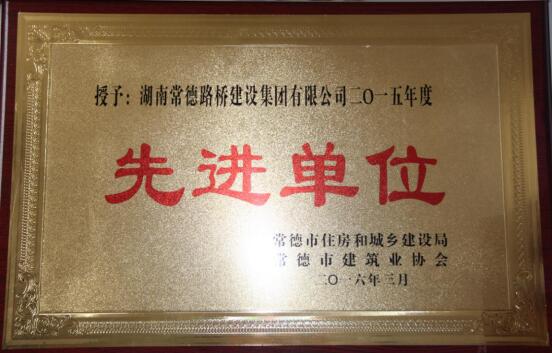 授予：湖南常德路桥建设集团有限公司二〇一五年度
先进单位
常德市住房和城乡建设局
常德市建筑业协会
二〇一六年三月